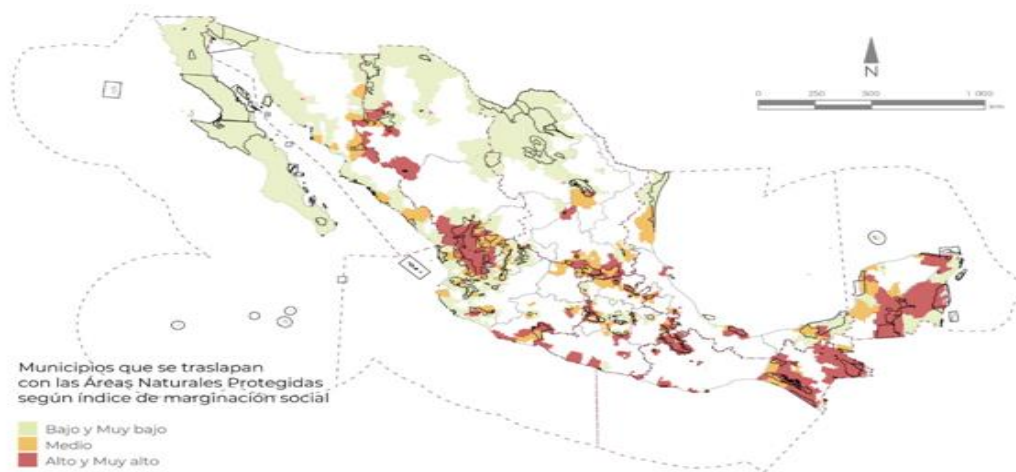 N
0 250 500 1 000
Municipios que se traslapan
con las Áreas Naturales Protegidas
según índice de marginación social
Bajo y Muy bajo
Medio
Alto y Muy alto